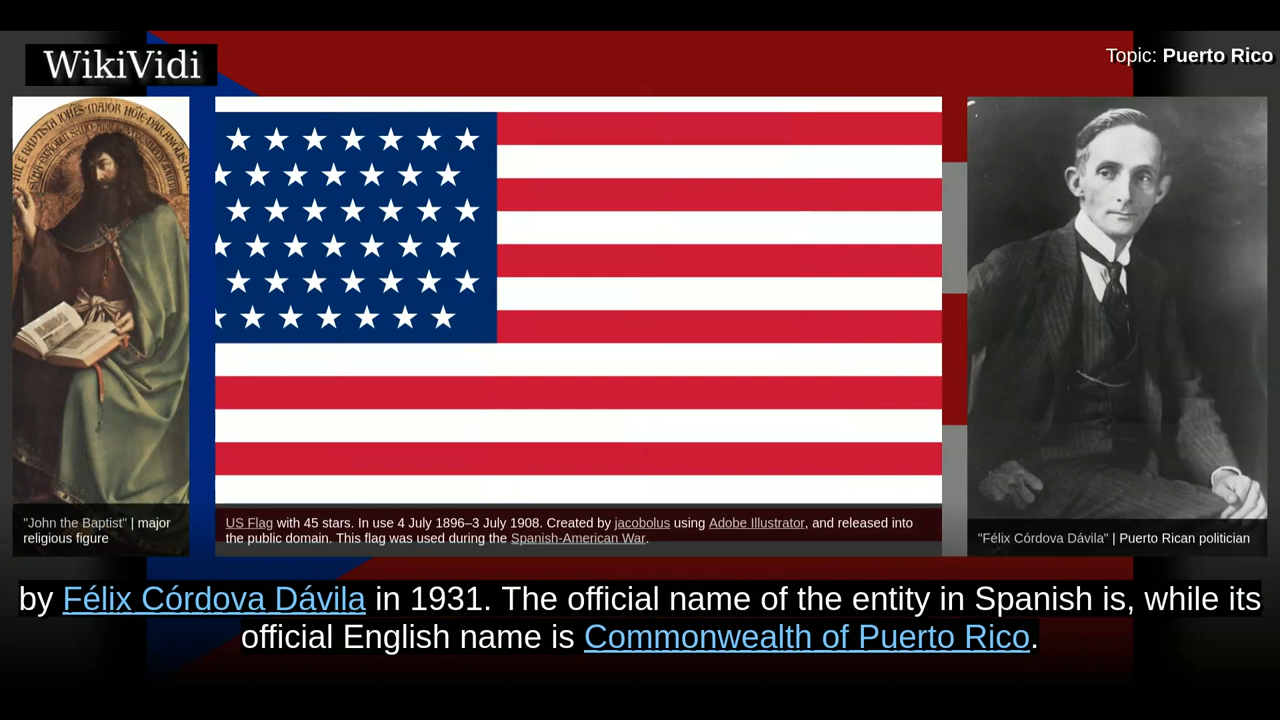 WikiVidi
Topic: Puerto Rico
"John the Baptist" | major
religious figure
US Flag with 45 stars. In use 4 July 1896–3 July 1908. Created by jacobolus using Adobe Illustrator, and released into
the public domain. This flag was used during the Spanish-American War.
"Félix Córdova Dávila" | Puerto Rican politician
by Félix Córdova Dávila in 1931. The official name of the entity in Spanish is, while its
official English name is Commonwealth of Puerto Rico.